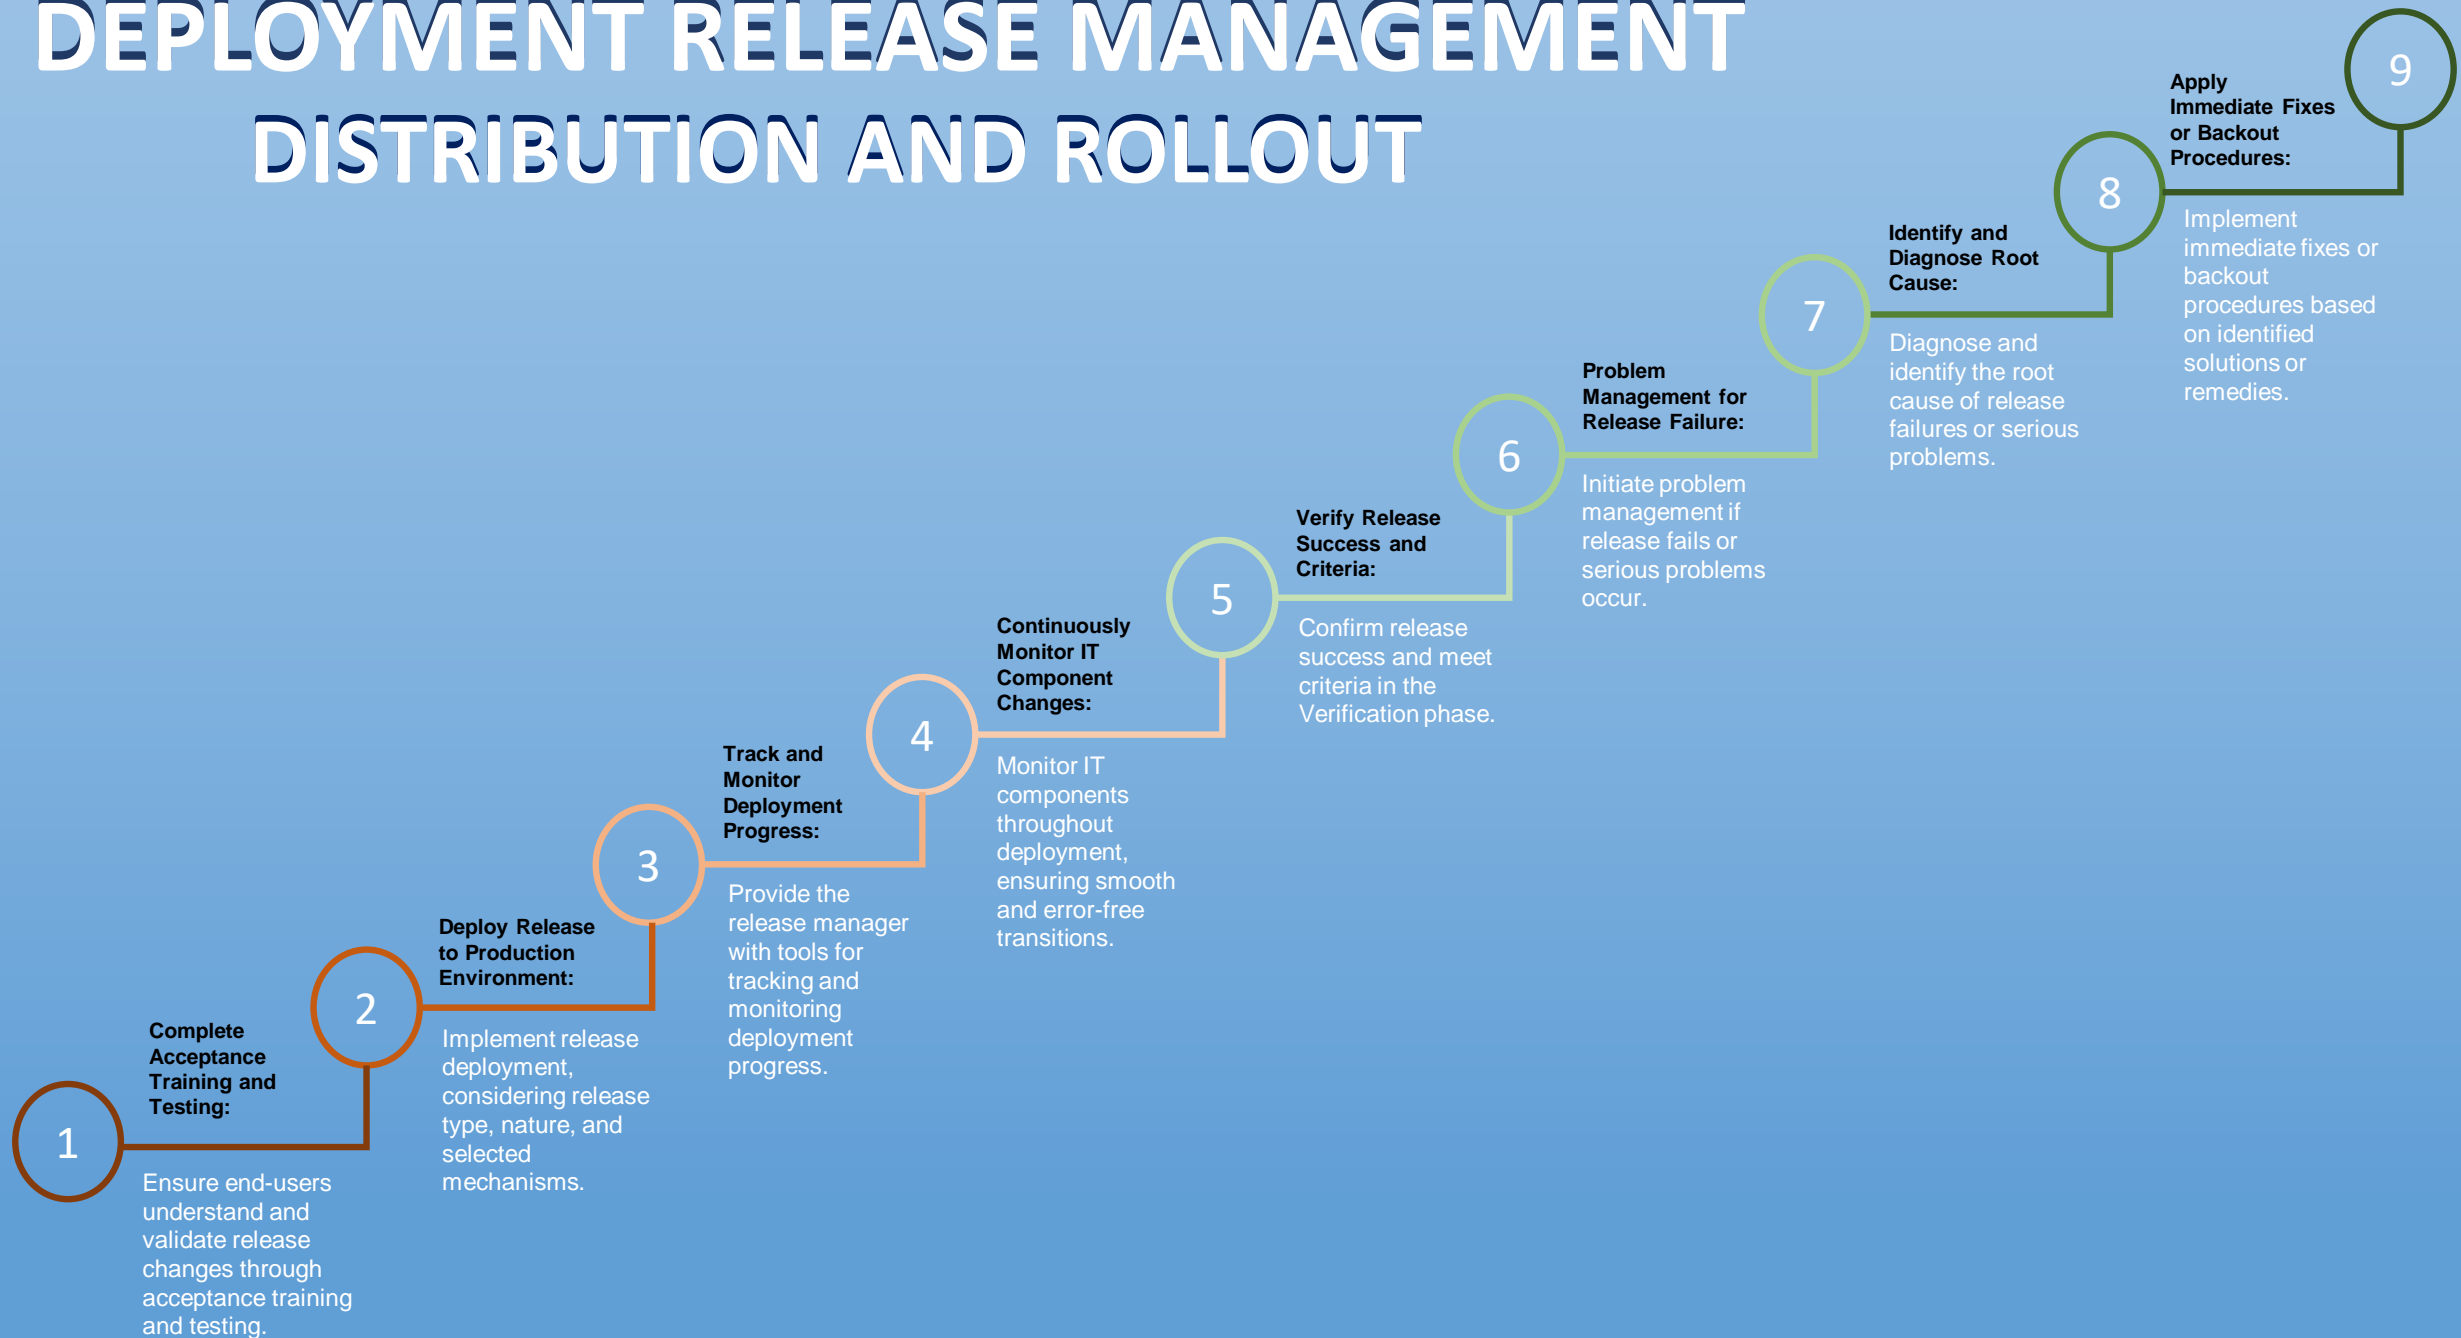 DEPLOYMENT RELEASE MANAGEMENT
DISTRIBUTION AND ROLLOUT
1
Complete
Acceptance
Training and
Testing:
Ensure end-users
understand and
validate release
changes through
acceptance training
and testing.
2
Deploy Release
to Production
Environment:
Implement release
deployment,
considering release
type, nature, and
selected
mechanisms.
3
Track and
Monitor
Deployment
Progress:
Provide the
release manager
with tools for
tracking and
monitoring
deployment
progress.
4
Continuously
Monitor IT
Component
Changes:
Monitor IT
components
throughout
deployment,
ensuring smooth
and error-free
transitions.
5
Verify Release
Success and
Criteria:
Confirm release
success and meet
criteria in the
Verification phase.
6
Problem
Management for
Release Failure:
Initiate problem
management if
release fails or
serious problems
occur.
7
Identify and
Diagnose Root
Cause:
Diagnose and
identify the root
cause of release
failures or serious
problems.
8
Apply
Immediate Fixes
or Backout
Procedures:
Implement
immediate fixes or
backout
procedures based
on identified
solutions or
remedies.
9